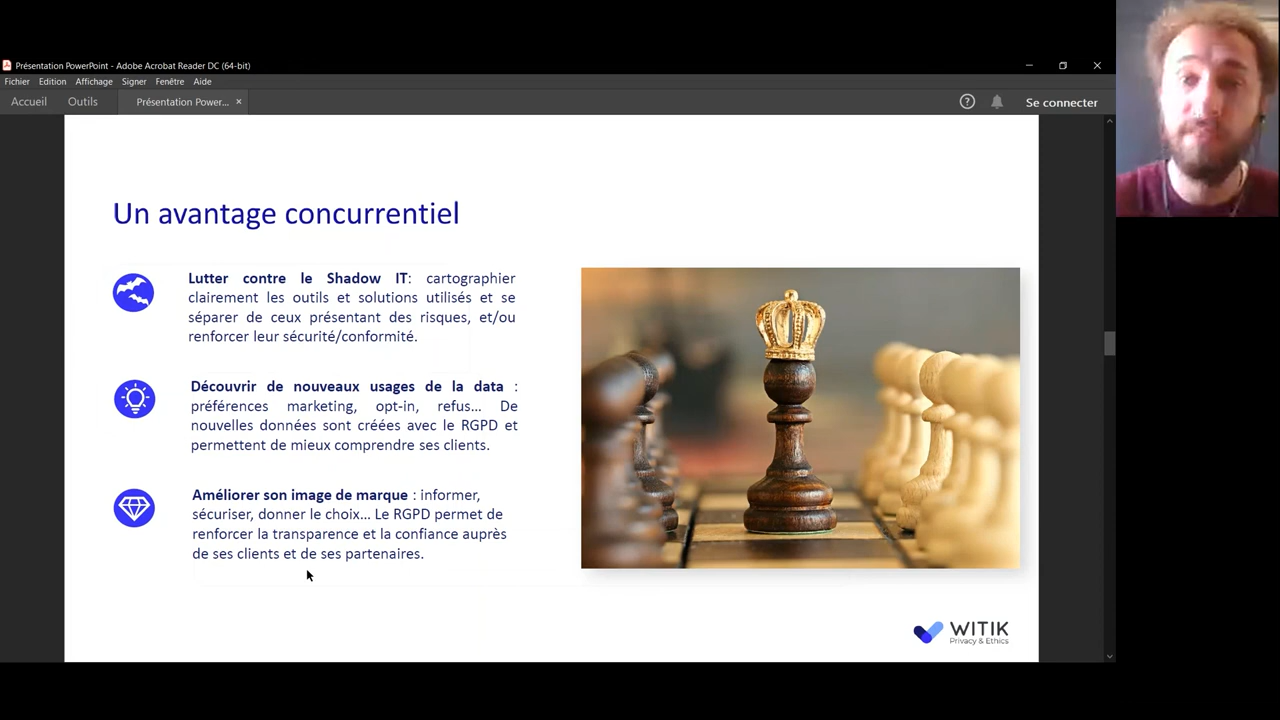 Présentation PowerPoint - Adobe Acrobat Reader DC (64-bit)
Fichier Edition Affichage Signer Fenêtre Aide
Accueil Outils Présentation Power... × Se connecter
Un avantage concurrentiel
Lutter contre le Shadow IT: cartographier
clairement les outils et solutions utilisés et se
séparer de ceux présentant des risques, et/ou
renforcer leur sécurité/conformité.
Découvrir de nouveaux usages de la data :
préférences marketing, opt-in, refus... De
nouvelles données sont créées avec le RGPD et
permettent de mieux comprendre ses clients.
Améliorer son image de marque : informer,
sécuriser, donner le choix... Le RGPD permet de
renforcer la transparence et la confiance auprès
de ses clients et de ses partenaires.
WITIK
Privacy & Ethics